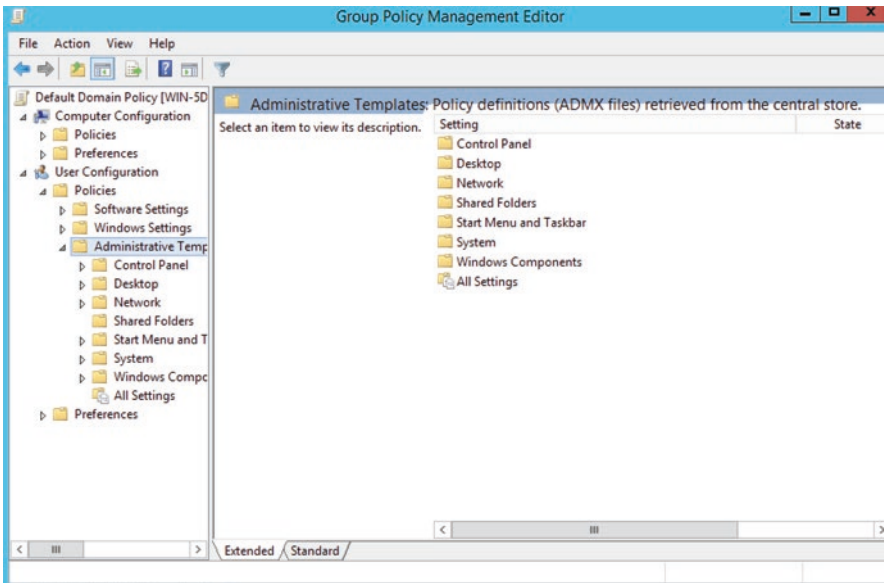 Group Policy Management Editor
File Action View Help
Default Domain Policy [WIN-5D
Computer Configuration
Policies
Preferences
User Configuration
Policies
Software Settings
Windows Settings
Administrative Temp
Control Panel
Desktop
Network
Shared Folders
Start Menu and T
System
Windows Compo
All Settings
Preferences
Administrative Templates: Policy definitions (ADMX files) retrieved from the central store.
Select an item to view its description.
Setting State
Control Panel
Desktop
Network
Shared Folders
Start Menu and Taskbar
System
Windows Components
All Settings
Extended Standard